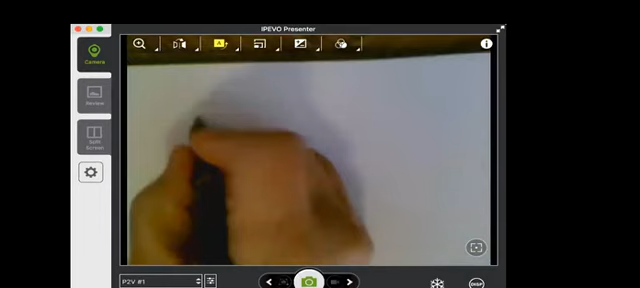 IPEVO Presenter
A
Camera
Review
Split
Screen
P2V #1
DISP